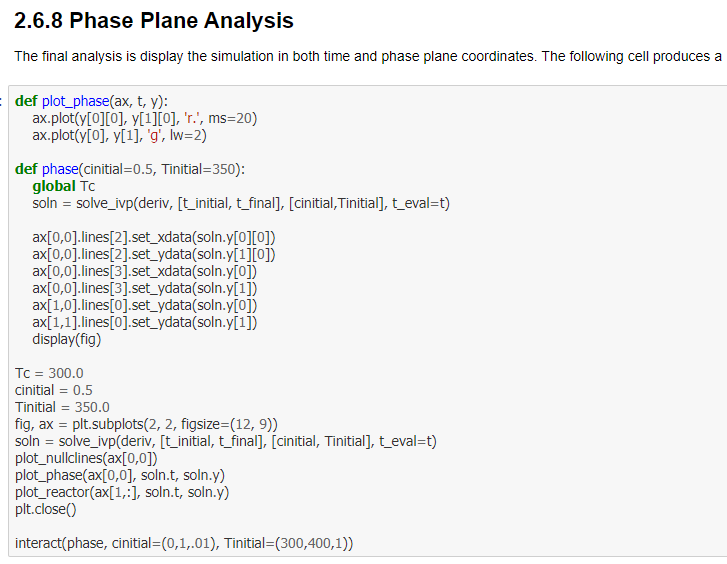 2.6.8 Phase Plane Analysis
The final analysis is display the simulation in both time and phase plane coordinates. The following cell produces a
:
def plot_phase(ax, t, y):
    ax.plot(y[0][0], y[1][0], 'r.', ms=20)
    ax.plot(y[0], y[1], 'g', lw=2)
def phase(cinitial=0.5, Tinitial=350):
    global Tc
    soln = solve_ivp(deriv, [t_initial, t_final], [cinitial,Tinitial], t_eval=t)
    ax[0,0].lines[2].set_xdata(soln.y[0][0])
    ax[0,0].lines[2].set_ydata(soln.y[1][0])
    ax[0,0].lines[3].set_xdata(soln.y[0])
    ax[0,0].lines[3].set_ydata(soln.y[1])
    ax[1,0].lines[0].set_ydata(soln.y[0])
    ax[1,1].lines[0].set_ydata(soln.y[1])
    display(fig)
Tc = 300.0
cinitial = 0.5
Tinitial = 350.0
fig, ax = plt.subplots(2, 2, figsize=(12, 9))
soln = solve_ivp(deriv, [t_initial, t_final], [cinitial, Tinitial], t_eval=t)
plot_nullclines(ax[0,0])
plot_phase(ax[0,0], soln.t, soln.y)
plot_reactor(ax[1,:], soln.t, soln.y)
plt.close()
interact(phase, cinitial=(0,1,.01), Tinitial=(300,400,1))